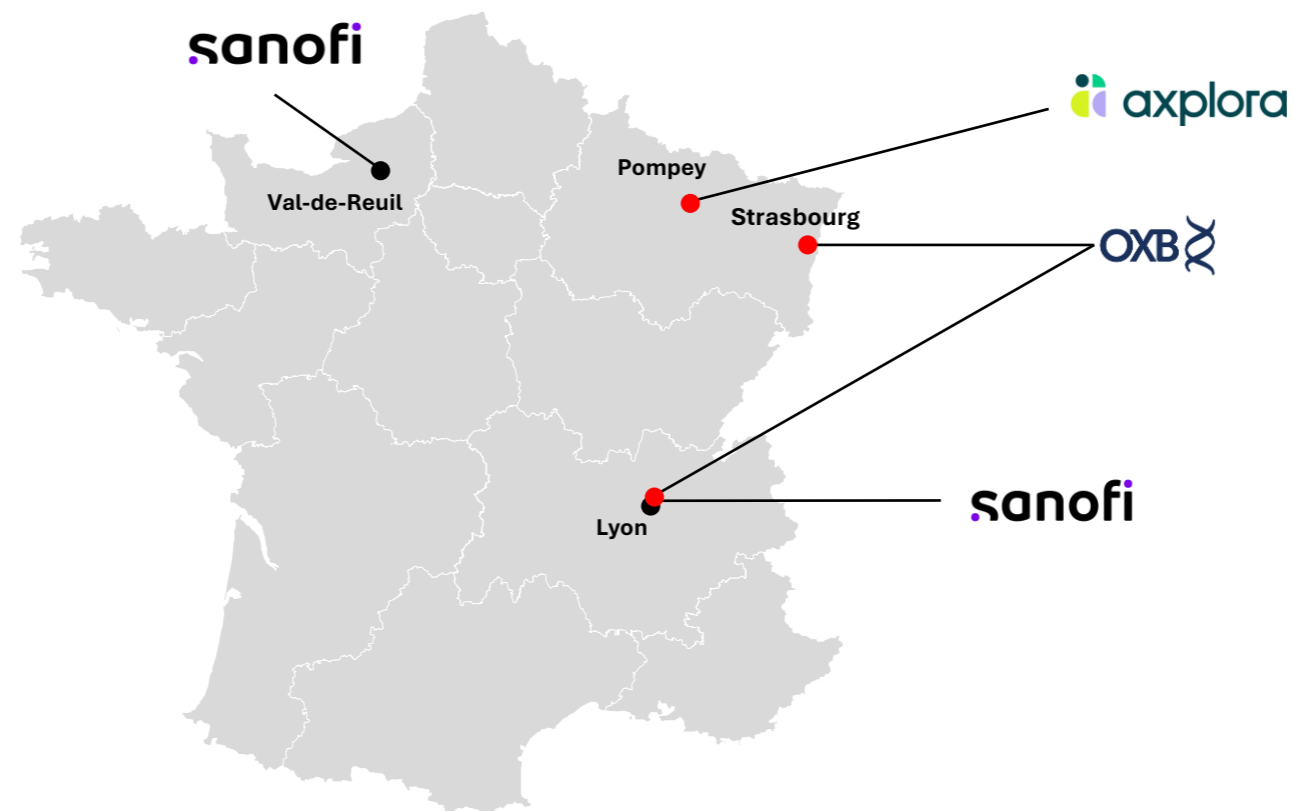 sanofi
axplora
Pompey
Val-de-Reuil
Strasbourg
OXB
sanofi
Lyon